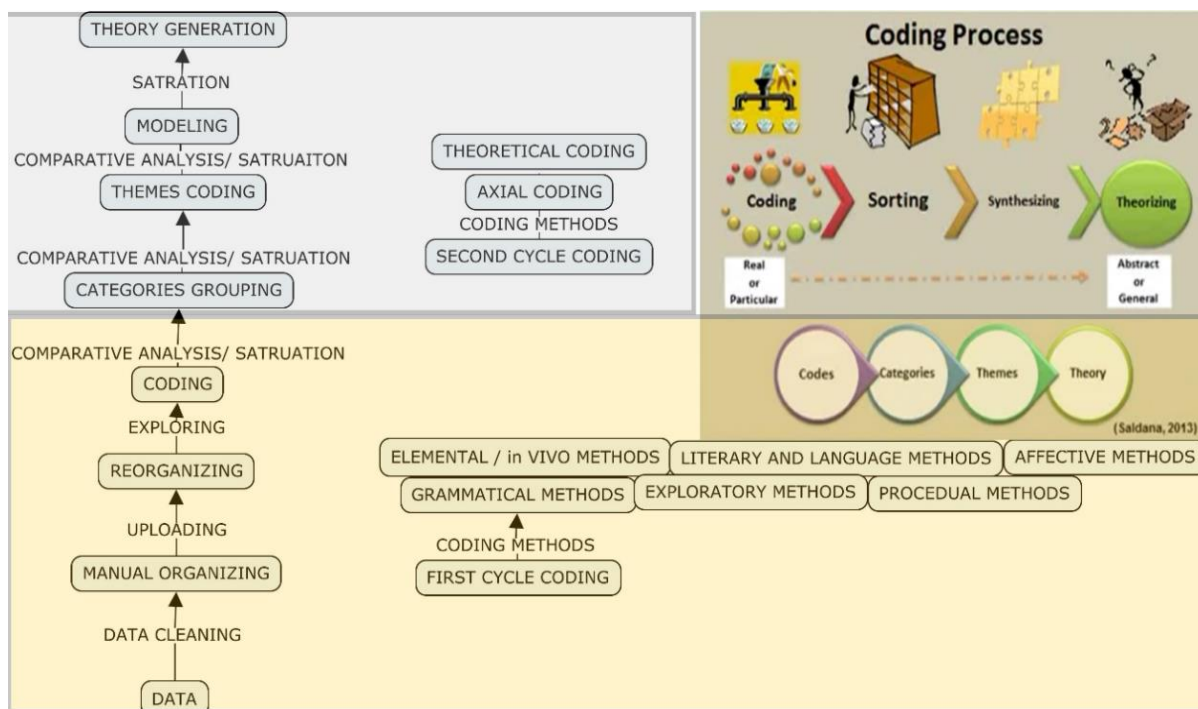 THEORY GENERATION
SATRATION
MODELING
COMPARATIVE ANALYSIS/ SATRUAITON
THEMES CODING
COMPARATIVE ANALYSIS/ SATRUATION
CATEGORIES GROUPING
COMPARATIVE ANALYSIS/ SATRUATION
CODING
EXPLORING
REORGANIZING
UPLOADING
MANUAL ORGANIZING
DATA CLEANING
DATA
THEORETICAL CODING
AXIAL CODING
CODING METHODS
SECOND CYCLE CODING
Coding Process
? ?
Coding
Sorting
Synthesizing
Theorizing
Real
or
Particular
Abstract
or
General
Codes
Categories
Themes
Theory
(Saldana, 2013)
ELEMENTAL / in VIVO METHODS
LITERARY AND LANGUAGE METHODS
AFFECTIVE METHODS
GRAMMATICAL METHODS
EXPLORATORY METHODS
PROCEDUAL METHODS
CODING METHODS
FIRST CYCLE CODING